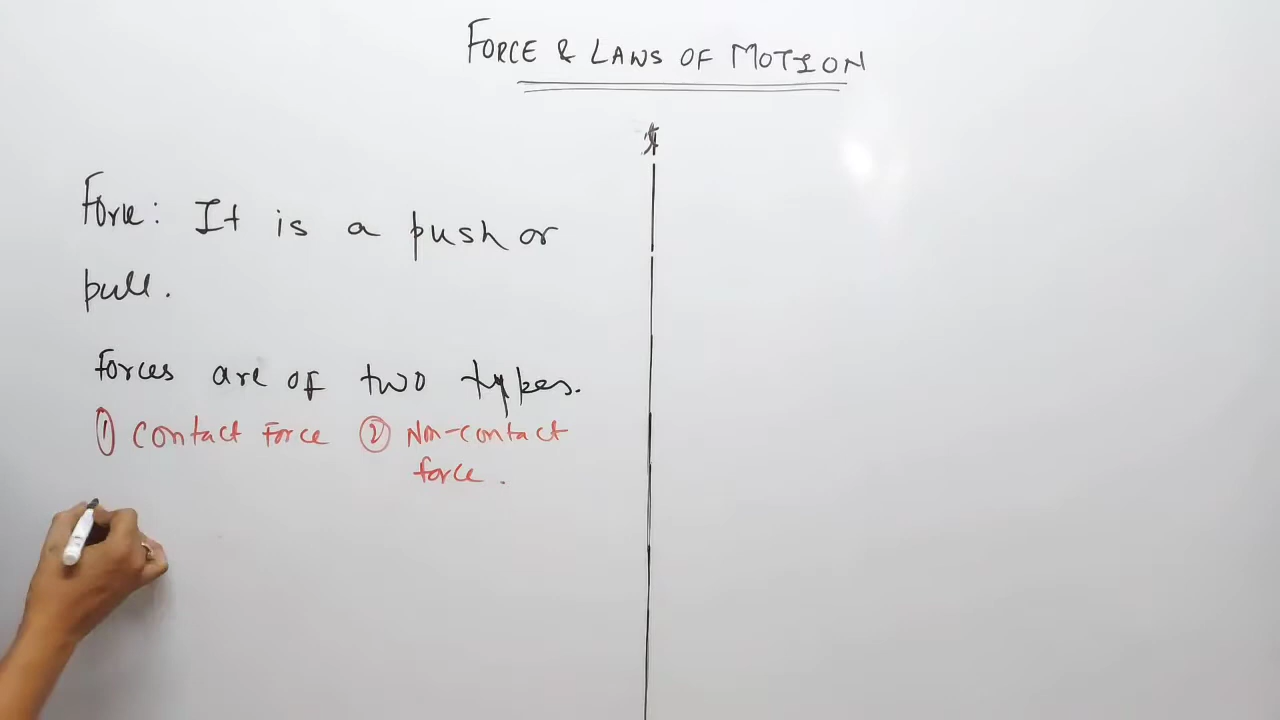 FORCE & LAWS OF MOTION
Force: It is a push or
pull.
Forces are of two types.
① Contact Force ② Non-contact
force.